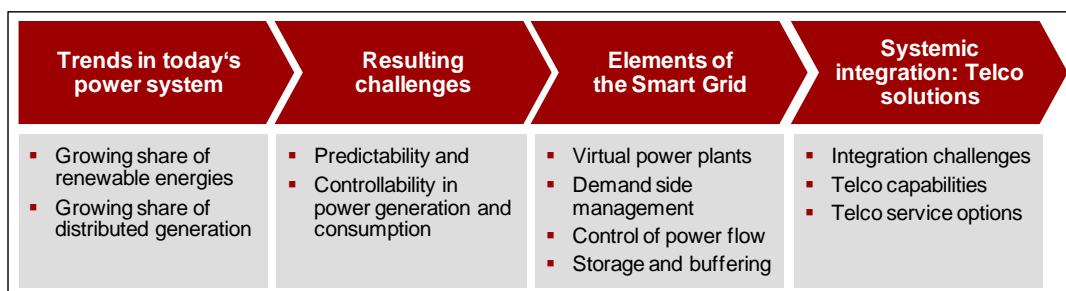 Trends in today‘s
power system
Resulting
challenges
Elements of
the Smart Grid
Systemic
integration: Telco
solutions
▪ Growing share of
renewable energies
▪ Growing share of
distributed generation
▪ Predictability and
▪ Controllability in
power generation and
consumption
▪ Virtual power plants
▪ Demand side
management
▪ Control of power flow
▪ Storage and buffering
▪ Integration challenges
▪ Telco capabilities
▪ Telco service options